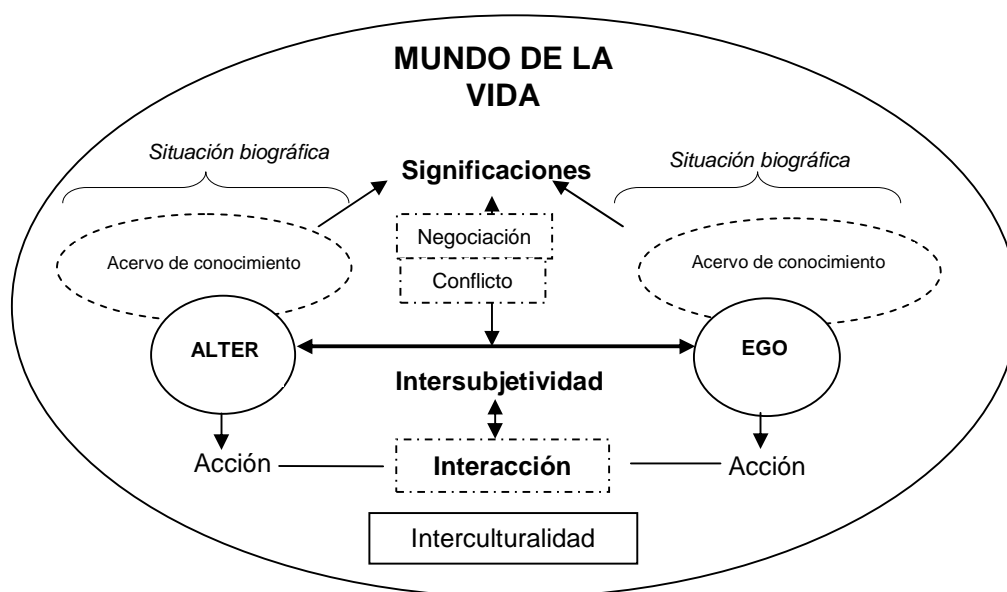 MUNDO DE LA
VIDA
Situación biográfica
Significaciones
Situación biográfica
Negociación
Acervo de conocimiento
Acervo de conocimiento
Conflicto
ALTER
EGO
Intersubjetividad
Acción
Interacción
Acción
Interculturalidad